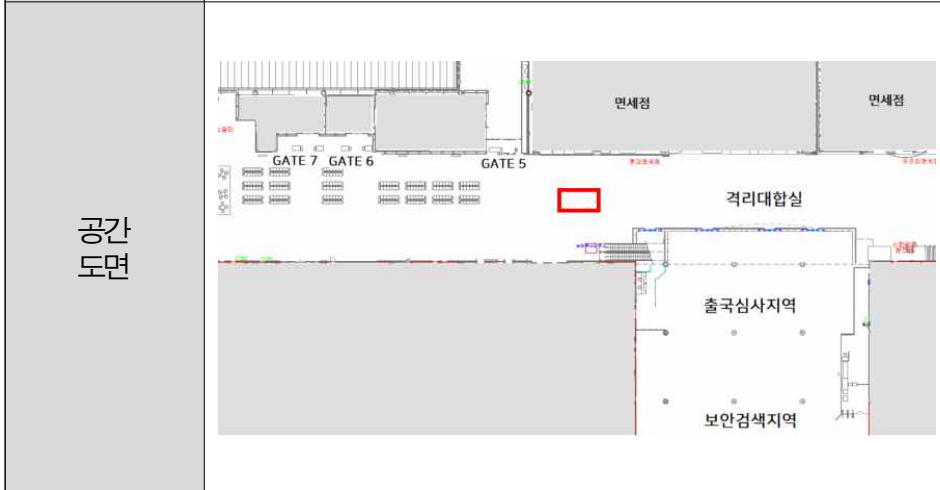 공간
도면
면세점
면세점
GATE 7
GATE 6
GATE 5
격리대합실
출국심사지역
보안검색지역